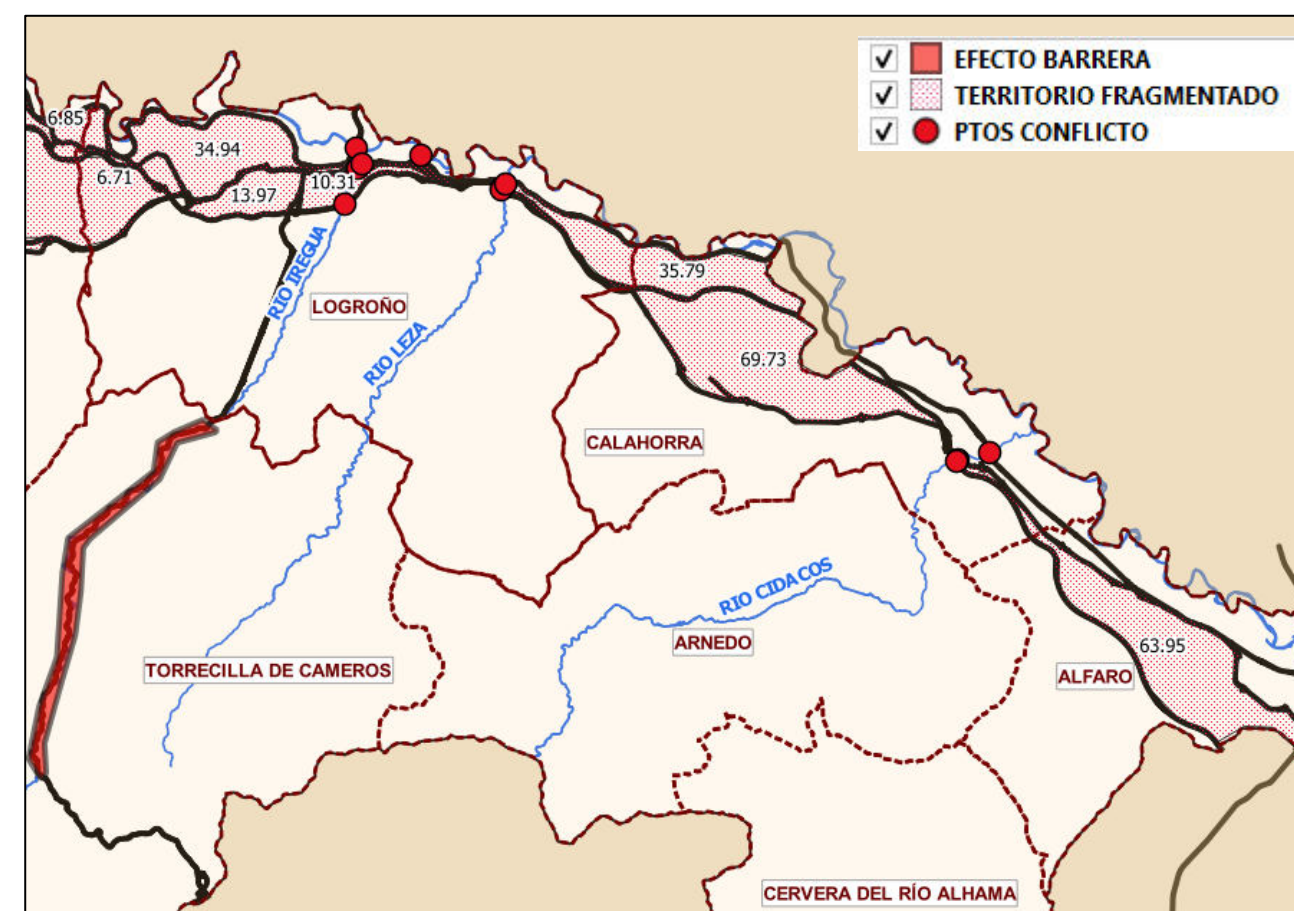 EFECTO BARRERA
TERRITORIO FRAGMENTADO
PTOS CONFLICTO
6.85
34.94
6.71
13.97
10.31
RIO IREGUA
LOGROÑO
35.79
RIO LEZA
69.73
CALAHORRA
RIO CIDACOS
ARNEDO
63.95
TORRECILLA DE CAMEROS
ALFARO
CERVERA DEL RÍO ALHAMA